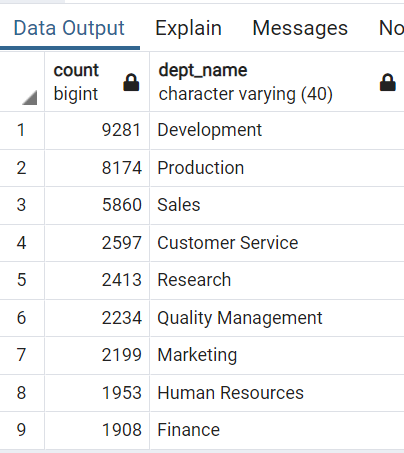 Data Output Explain Messages No
count dept_name
bigint character varying (40)
1 9281 Development
2 8174 Production
3 5860 Sales
4 2597 Customer Service
5 2413 Research
6 2234 Quality Management
7 2199 Marketing
8 1953 Human Resources
9 1908 Finance